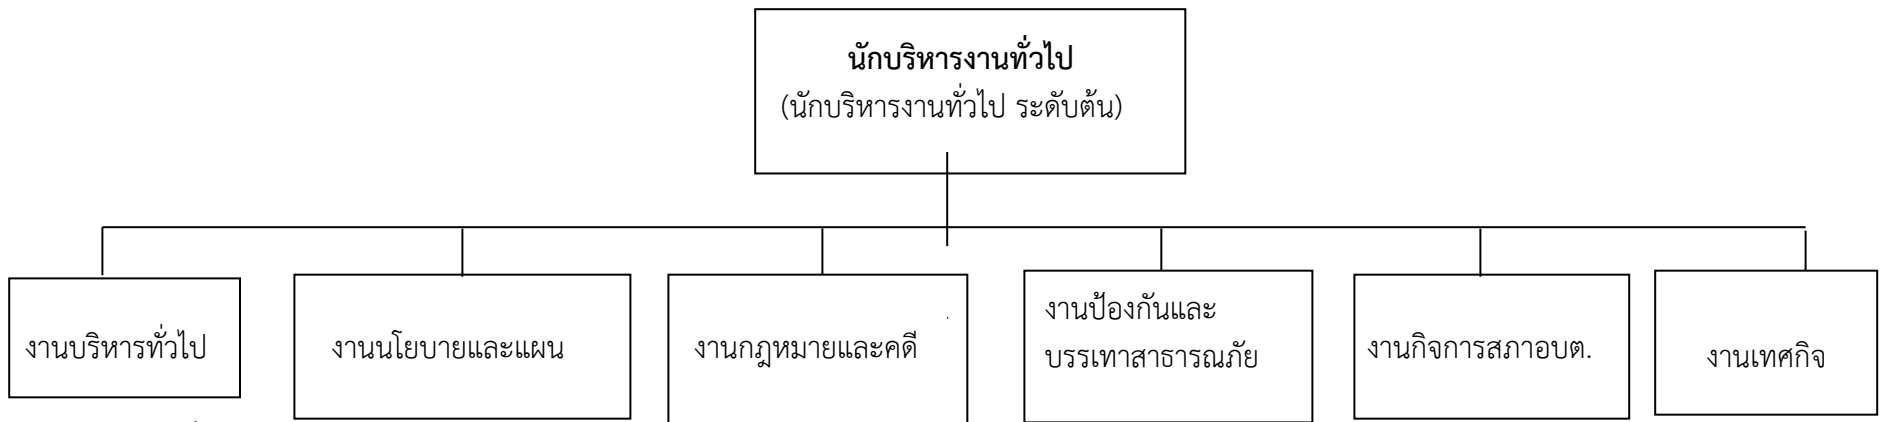 นักบริหารงานทั่วไป
(นักบริหารงานทั่วไป ระดับต้น)
งานบริหารทั่วไป
งานนโยบายและแผน
งานกฎหมายและคดี
งานป้องกันและ
บรรเทาสาธารณภัย
งานกิจการสภาอบต.
งานเทศกิจ